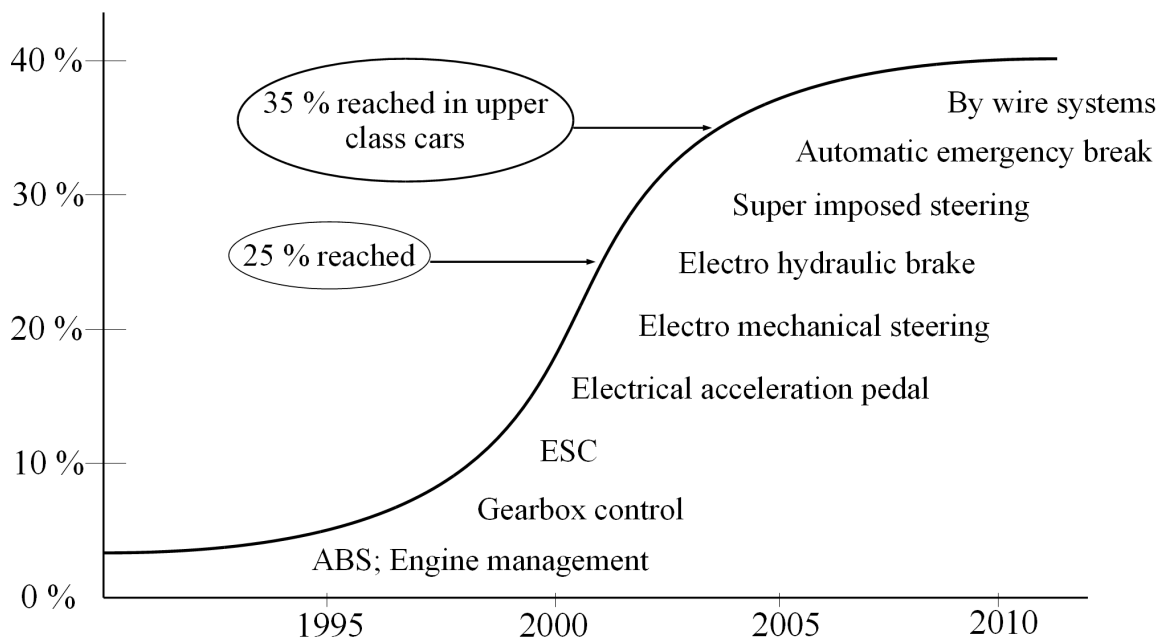 40 %
35 % reached in upper
class cars
By wire systems
Automatic emergency break
30 %
Super imposed steering
25 % reached
Electro hydraulic brake
20 %
Electro mechanical steering
Electrical acceleration pedal
ESC
10 %
Gearbox control
ABS; Engine management
0 %
1995 2000 2005 2010